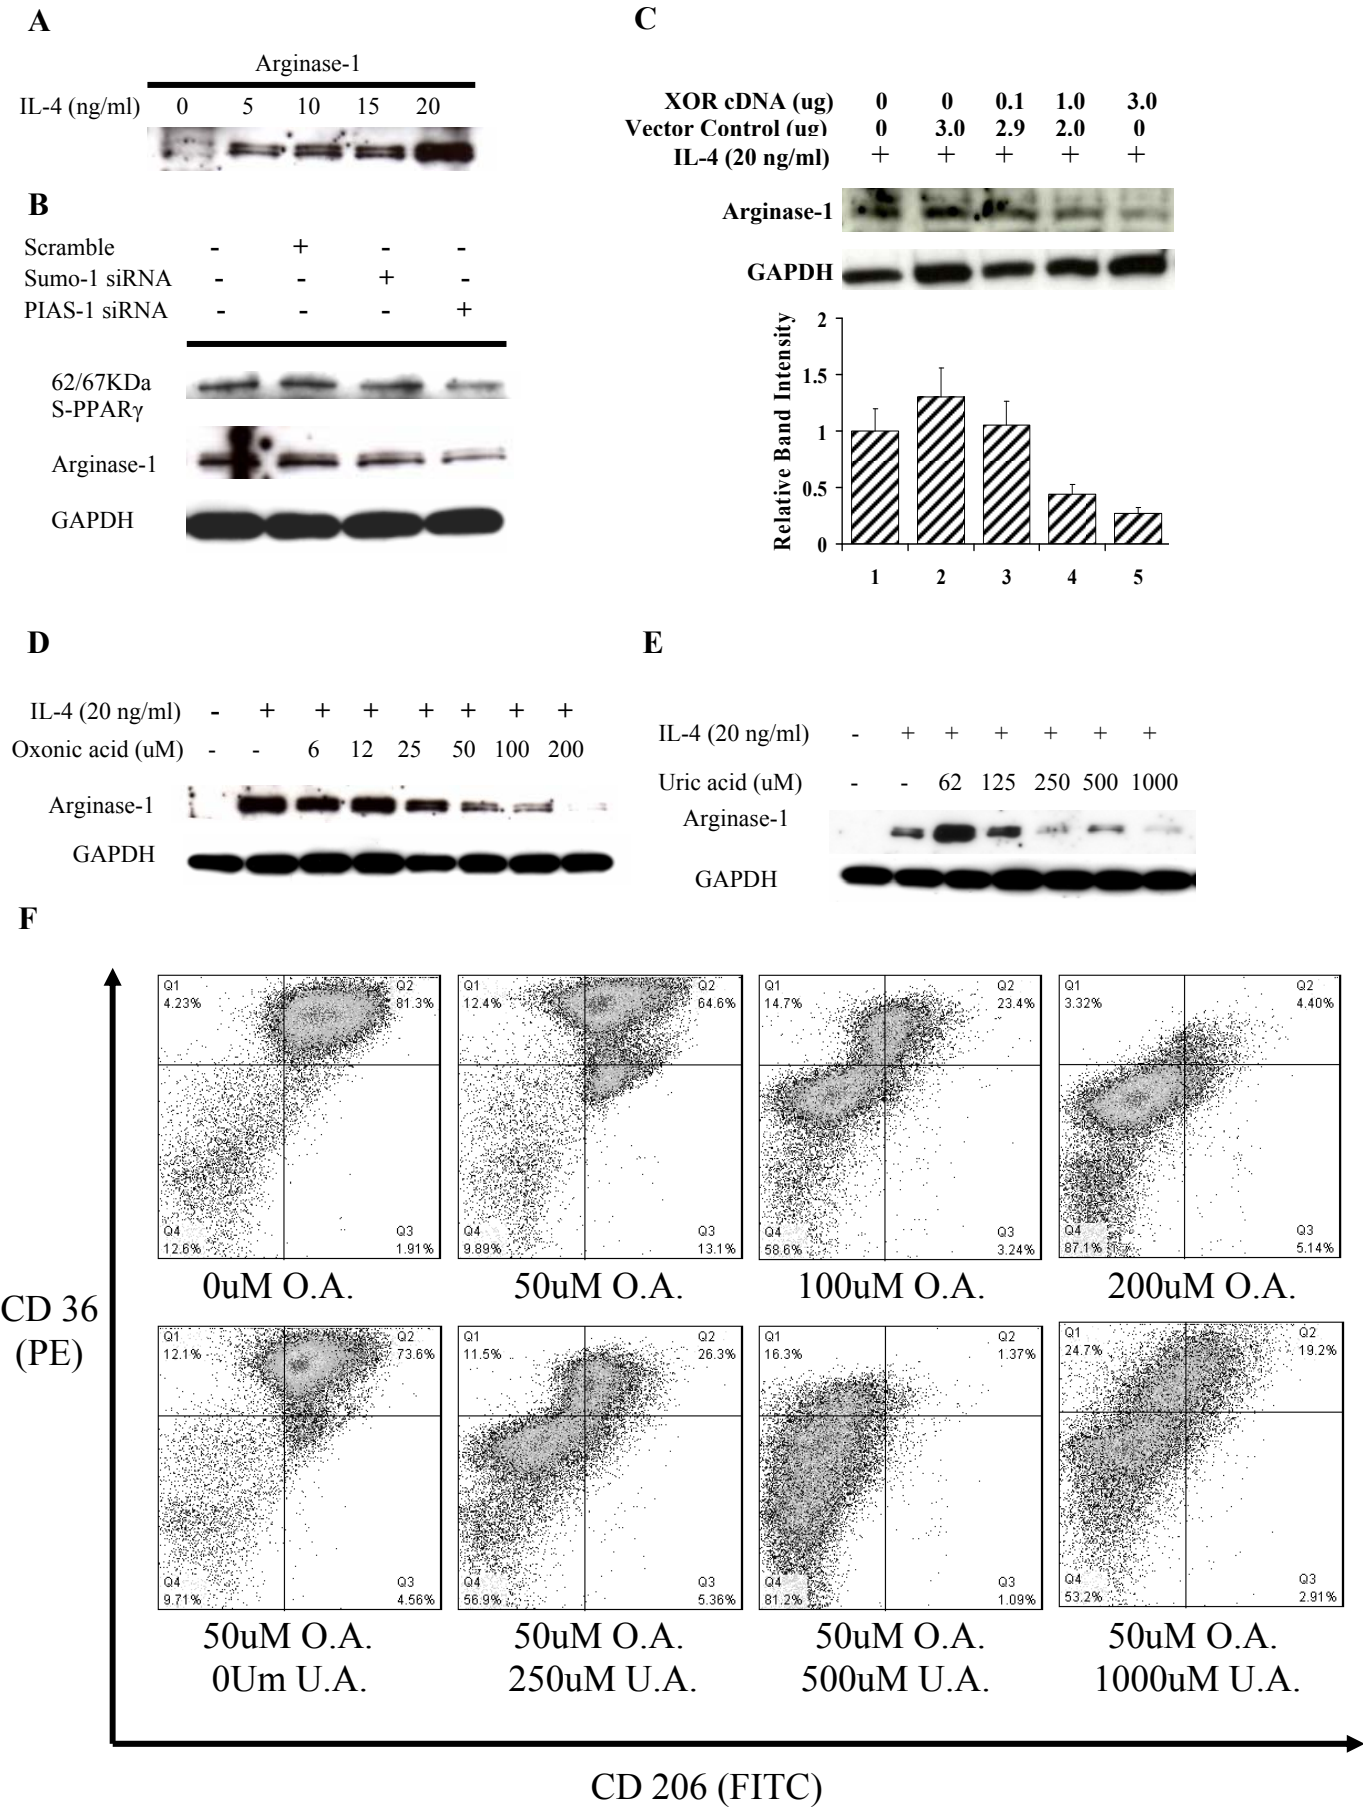 A
Arginase-1
IL-4 (ng/ml) 0 5 10 15 20
B
Scramble - + - -
Sumo-1 siRNA - - + -
PIAS-1 siRNA - - - +
62/67KDa
S-PPARγ
Arginase-1
GAPDH
C
XOR cDNA (ug) 0 0 0.1 1.0 3.0
Vector Control (ug) 0 3.0 2.9 2.0 0
IL-4 (20 ng/ml) + + + + +
Arginase-1
GAPDH
Relative Band Intensity
2
1.5
1
0.5
0
1 2 3 4 5
D
IL-4 (20 ng/ml) - + + + + + + +
Oxonic acid (uM) - - 6 12 25 50 100 200
Arginase-1
GAPDH
E
IL-4 (20 ng/ml) - + + + + + +
Uric acid (uM) - - 62 125 250 500 1000
Arginase-1
GAPDH
F
Q1 Q2 Q1 Q2 Q1 Q2 Q1 Q2
4.23% 81.3% 12.4% 64.6% 14.7% 23.4% 3.32% 4.40%
Q4 Q3 Q4 Q3 Q4 Q3 Q4 Q3
12.6% 1.91% 9.89% 13.1% 58.6% 3.24% 87.1% 5.14%
0uM O.A. 50uM O.A. 100uM O.A. 200uM O.A.
CD 36
(PE)
Q1 Q2 Q1 Q2 Q1 Q2 Q1 Q2
12.1% 73.6% 11.5% 26.3% 16.3% 1.37% 24.7% 19.2%
Q4 Q3 Q4 Q3 Q4 Q3 Q4 Q3
9.71% 4.56% 56.9% 5.36% 81.2% 1.09% 53.2% 2.91%
50uM O.A. 50uM O.A. 50uM O.A. 50uM O.A.
0Um U.A. 250uM U.A. 500uM U.A. 1000uM U.A.
CD 206 (FITC)